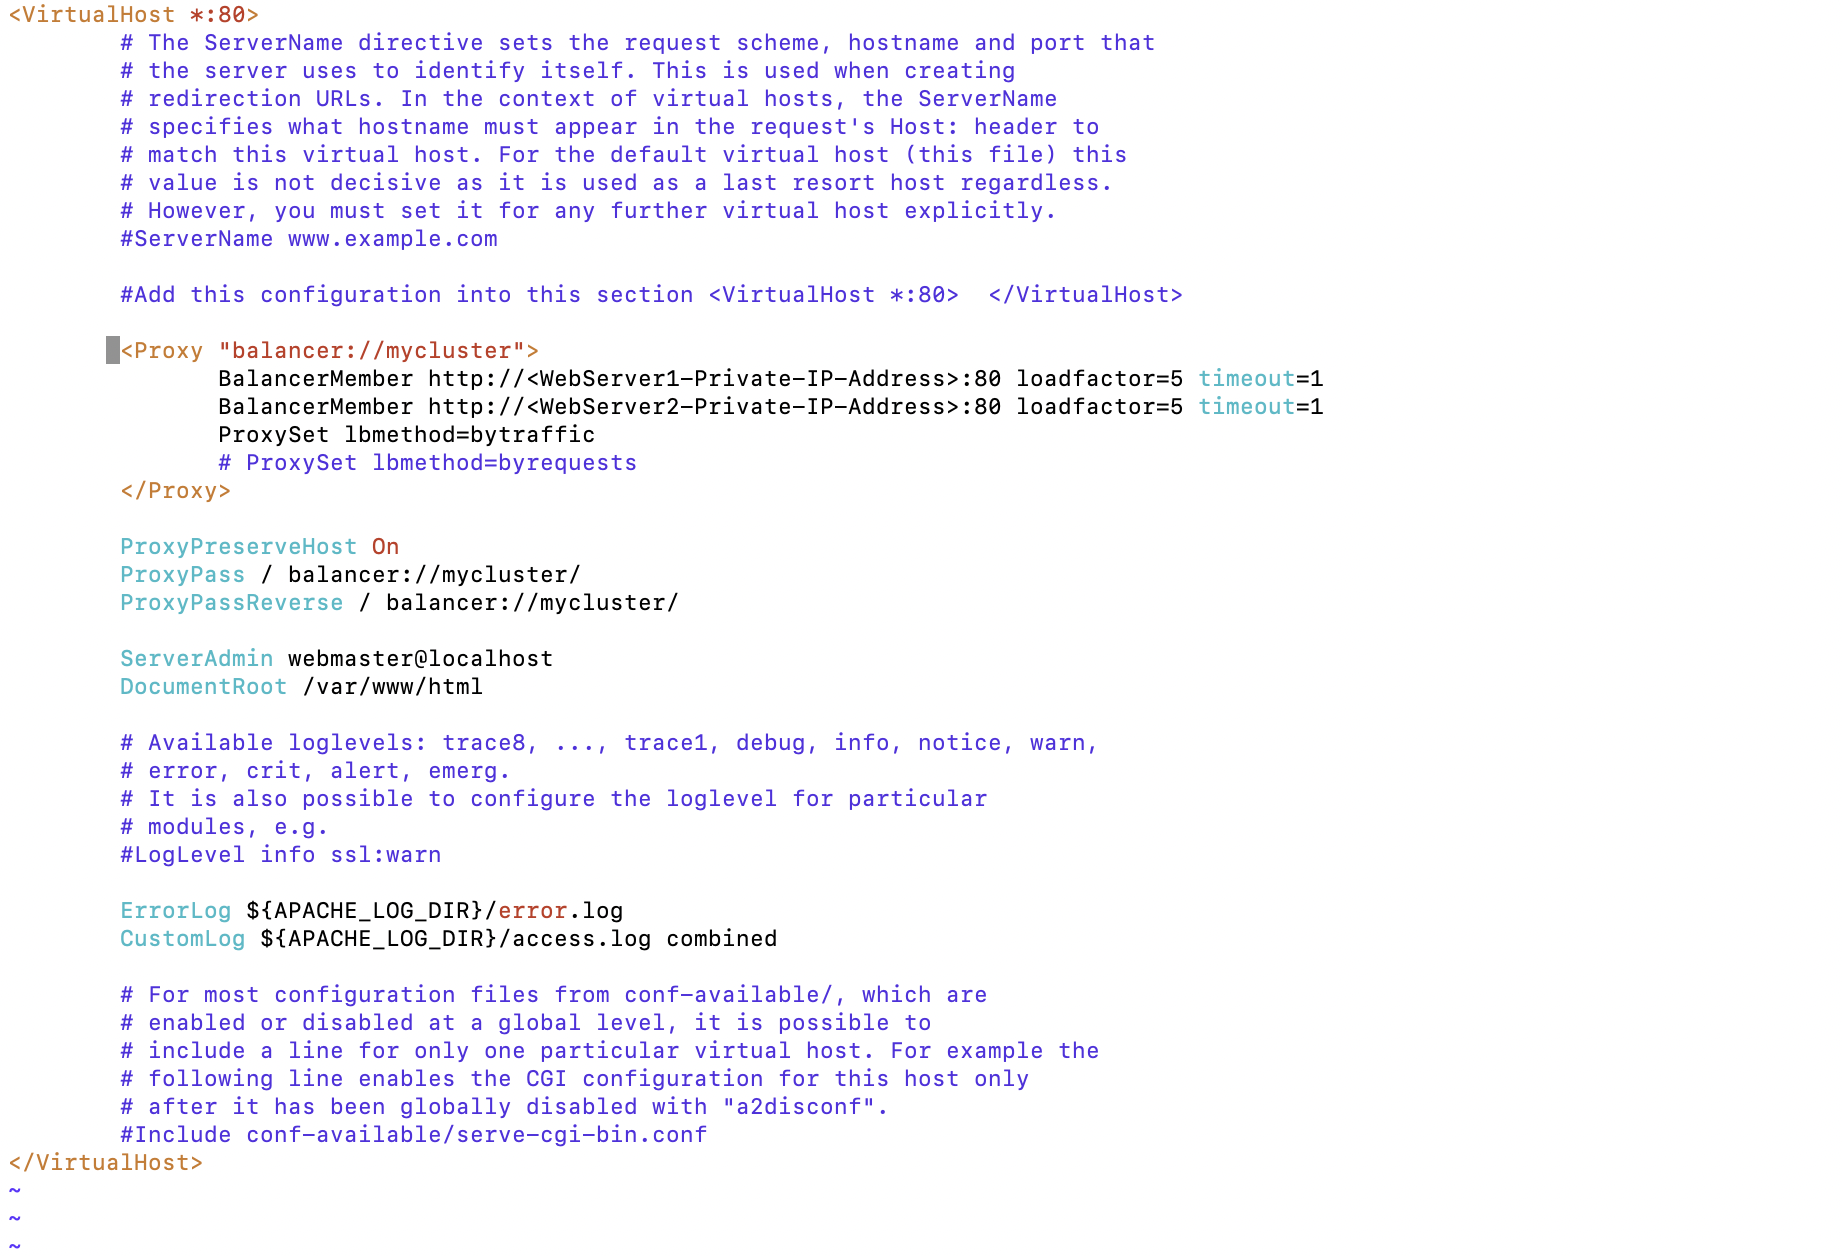 <VirtualHost *:80>
# The ServerName directive sets the request scheme, hostname and port that
# the server uses to identify itself. This is used when creating
# redirection URLs. In the context of virtual hosts, the ServerName
# specifies what hostname must appear in the request's Host: header to
# match this virtual host. For the default virtual host (this file) this
# value is not decisive as it is used as a last resort host regardless.
# However, you must set it for any further virtual host explicitly.
#ServerName www.example.com
#Add this configuration into this section <VirtualHost *:80>  </VirtualHost>
<Proxy "balancer://mycluster">
BalancerMember http://<WebServer1-Private-IP-Address>:80 loadfactor=5 timeout=1
BalancerMember http://<WebServer2-Private-IP-Address>:80 loadfactor=5 timeout=1
ProxySet lbmethod=bytraffic
# ProxySet lbmethod=byrequests
</Proxy>
ProxyPreserveHost On
ProxyPass / balancer://mycluster/
ProxyPassReverse / balancer://mycluster/
ServerAdmin webmaster@localhost
DocumentRoot /var/www/html
# Available loglevels: trace8, ..., trace1, debug, info, notice, warn,
# error, crit, alert, emerg.
# It is also possible to configure the loglevel for particular
# modules, e.g.
#LogLevel info ssl:warn
ErrorLog ${APACHE_LOG_DIR}/error.log
CustomLog ${APACHE_LOG_DIR}/access.log combined
# For most configuration files from conf-available/, which are
# enabled or disabled at a global level, it is possible to
# include a line for only one particular virtual host. For example the
# following line enables the CGI configuration for this host only
# after it has been globally disabled with "a2disconf".
#Include conf-available/serve-cgi-bin.conf
</VirtualHost>
~
~
~